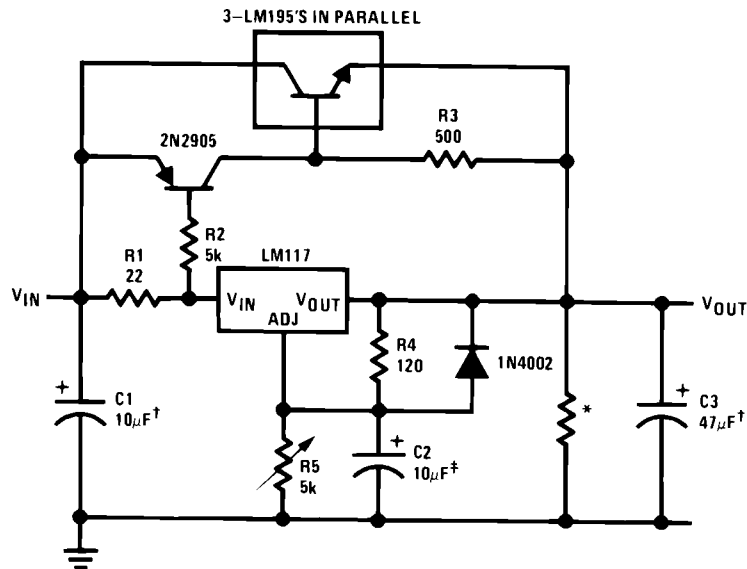 3–LM195'S IN PARALLEL
R3
500
2N2905
R2
5k
R1
22
LM117
VIN
VIN
VOUT
ADJ
VOUT
R4
120
1N4002
+
C1
10μF†
R5
5k
+
C2
10μF‡
*
+
C3
47μF†